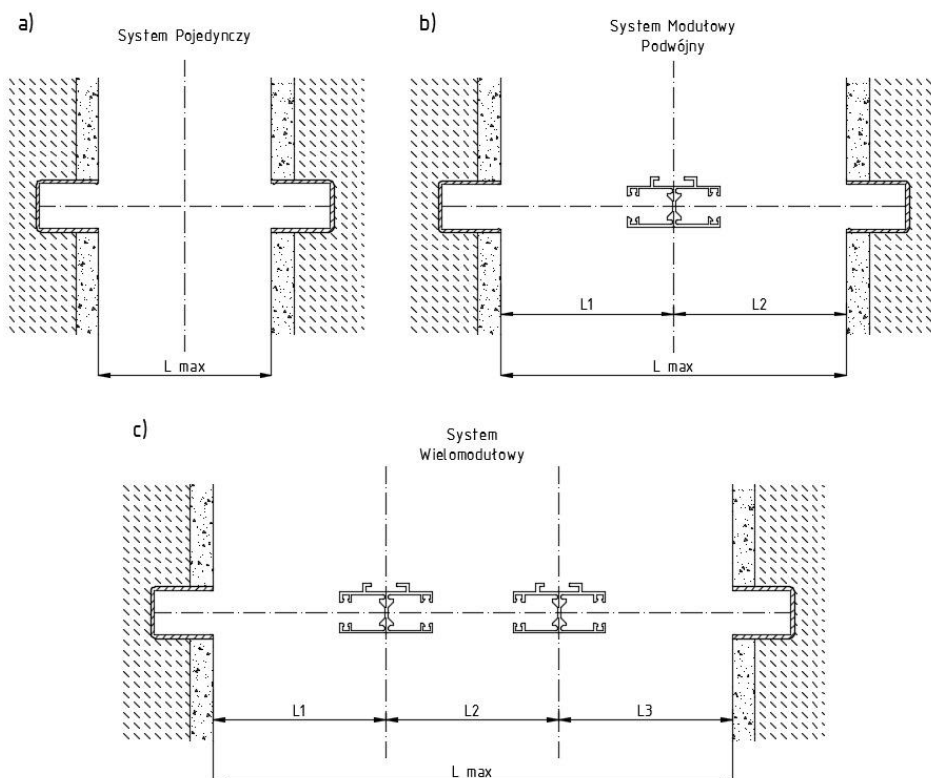 a)
System Pojedynczy
L max
b)
System Modułowy
Podwójny
L1
L2
L max
c)
System
Wielomodułowy
L1
L2
L3
L max